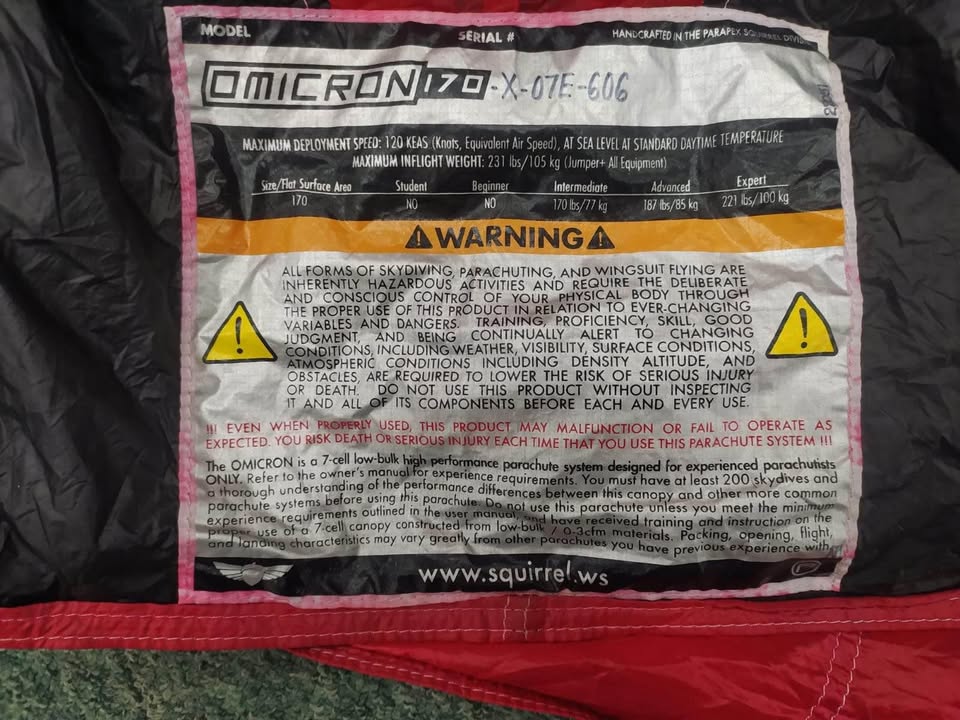 MODEL SERIAL # HANDCRAFTED IN THE PARAPEX SQUIRREL DIVISION
OMICRON 170 -X-07E-606
MAXIMUM DEPLOYMENT SPEED: 120 KEAS (Knots, Equivalent Air Speed), AT SEA LEVEL AT STANDARD DAYTIME TEMPERATURE
MAXIMUM INFLIGHT WEIGHT: 231 lbs/105 kg (Jumper+ All Equipment)
Size/Flat Surface Area Student Beginner Intermediate Advanced Expert
170 NO NO 170 lbs/77 kg 187 lbs/85 kg 221 lbs/100 kg
WARNING
ALL FORMS OF SKYDIVING, PARACHUTING, AND WINGSUIT FLYING ARE
INHERENTLY HAZARDOUS ACTIVITIES AND REQUIRE THE DELIBERATE
AND CONSCIOUS CONTROL OF YOUR PHYSICAL BODY THROUGH
THE PROPER USE OF THIS PRODUCT IN RELATION TO EVER-CHANGING
VARIABLES AND DANGERS. TRAINING, PROFICIENCY, SKILL, GOOD
JUDGMENT, AND BEING CONTINUALLY ALERT TO CHANGING
CONDITIONS, INCLUDING WEATHER, VISIBILITY, SURFACE CONDITIONS,
ATMOSPHERIC CONDITIONS INCLUDING DENSITY ALTITUDE, AND
OBSTACLES, ARE REQUIRED TO LOWER THE RISK OF SERIOUS INJURY
OR DEATH. DO NOT USE THIS PRODUCT WITHOUT INSPECTING
IT AND ALL OF ITS COMPONENTS BEFORE EACH AND EVERY USE.
!!! EVEN WHEN PROPERLY USED, THIS PRODUCT MAY MALFUNCTION OR FAIL TO OPERATE AS
EXPECTED. YOU RISK DEATH OR SERIOUS INJURY EACH TIME THAT YOU USE THIS PARACHUTE SYSTEM !!!
The OMICRON is a 7-cell low-bulk high performance parachute system designed for experienced parachutists
ONLY. Refer to the owner's manual for experience requirements. You must have at least 200 skydives and
a thorough understanding of the performance differences between this canopy and other more common
parachute systems before using this parachute. Do not use this parachute unless you meet the minimum
experience requirements outlined in the user manual, and have received training and instruction on the
proper use of a 7-cell canopy constructed from low-bulk / 0-3cfm materials. Packing, opening, flight,
and landing characteristics may vary greatly from other parachutes you have previous experience with.
www.squirrel.ws